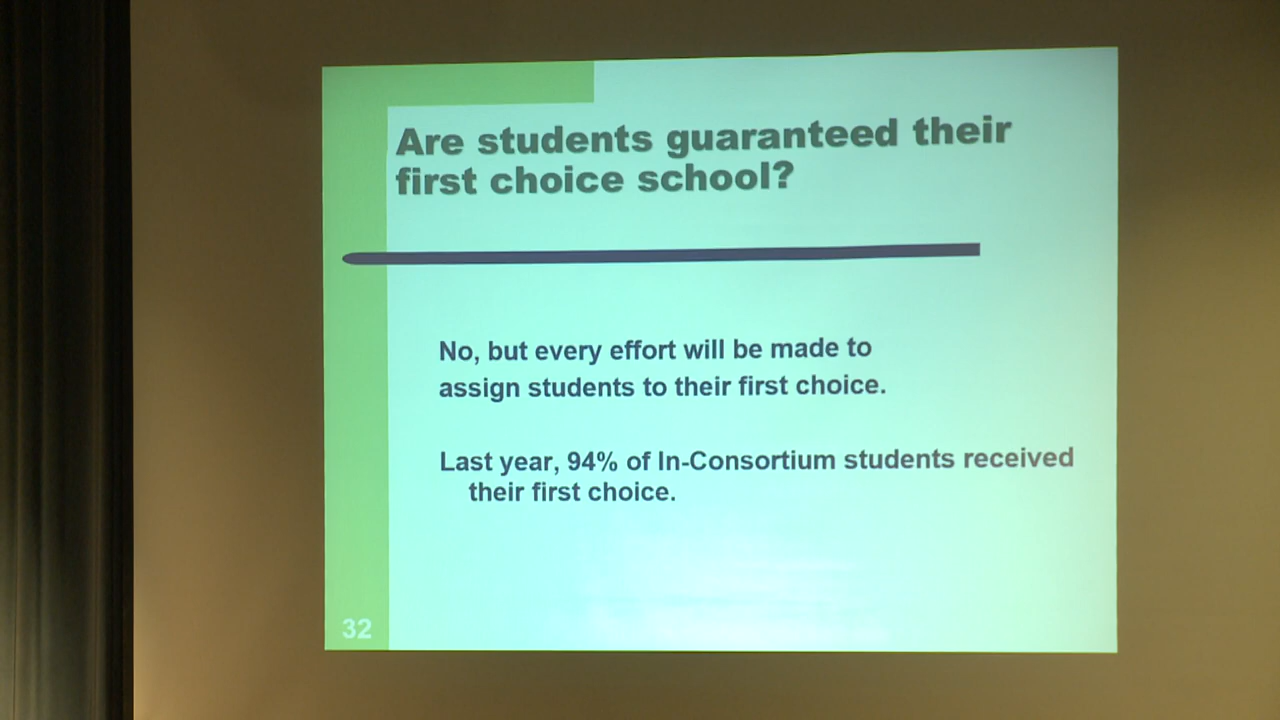 Are students guaranteed their
first choice school?
No, but every effort will be made to
assign students to their first choice.
Last year, 94% of In-Consortium students received
their first choice.
32